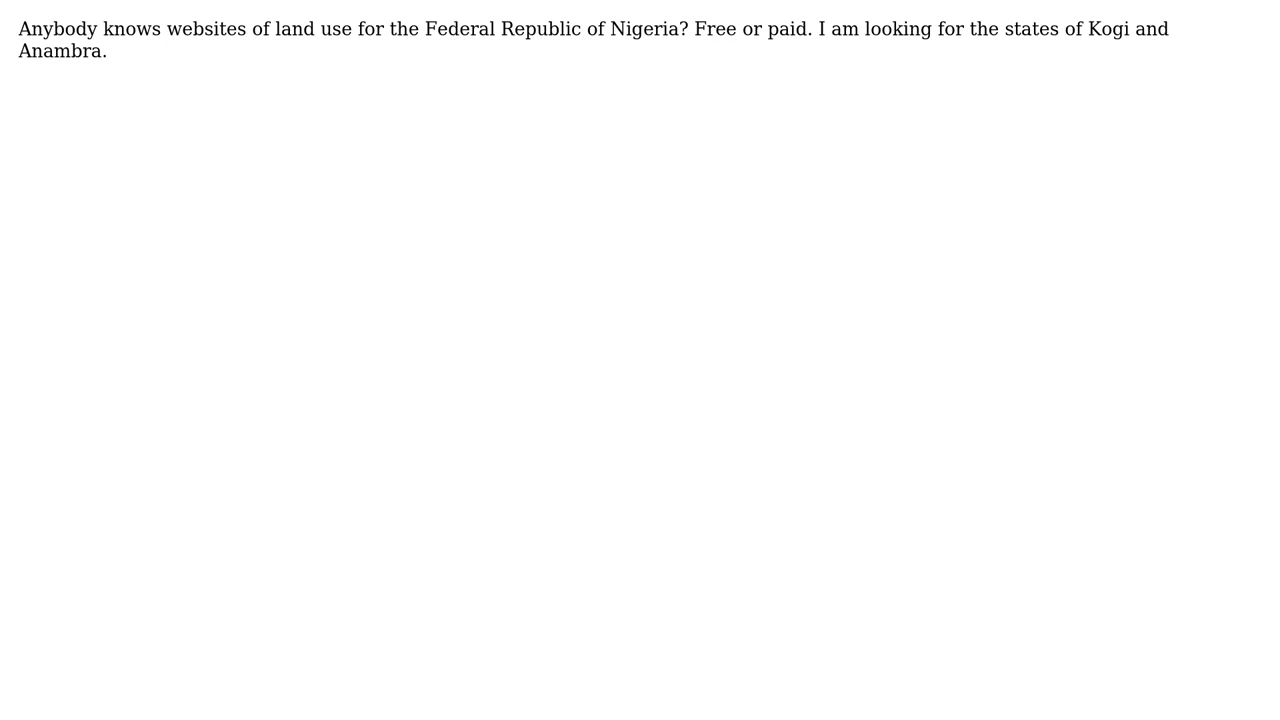 Anybody knows websites of land use for the Federal Republic of Nigeria? Free or paid. I am looking for the states of Kogi and
Anambra.